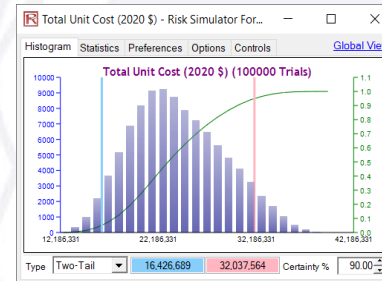 Total Unit Cost (2020 $) - Risk Simulator For...
Histogram Statistics Preferences Options Controls Global View
Total Unit Cost (2020 $) (100000 Trials)
10000 1.1
9000 1.0
8000 0.9
7000 0.8
6000 0.7
5000 0.6
4000 0.5
3000 0.4
2000 0.3
1000 0.2
0 0.1
0.0
12,186,331 22,186,331 32,186,331 42,186,331
Type Two-Tail 16,426,689 32,037,564 Certainty % 90.00